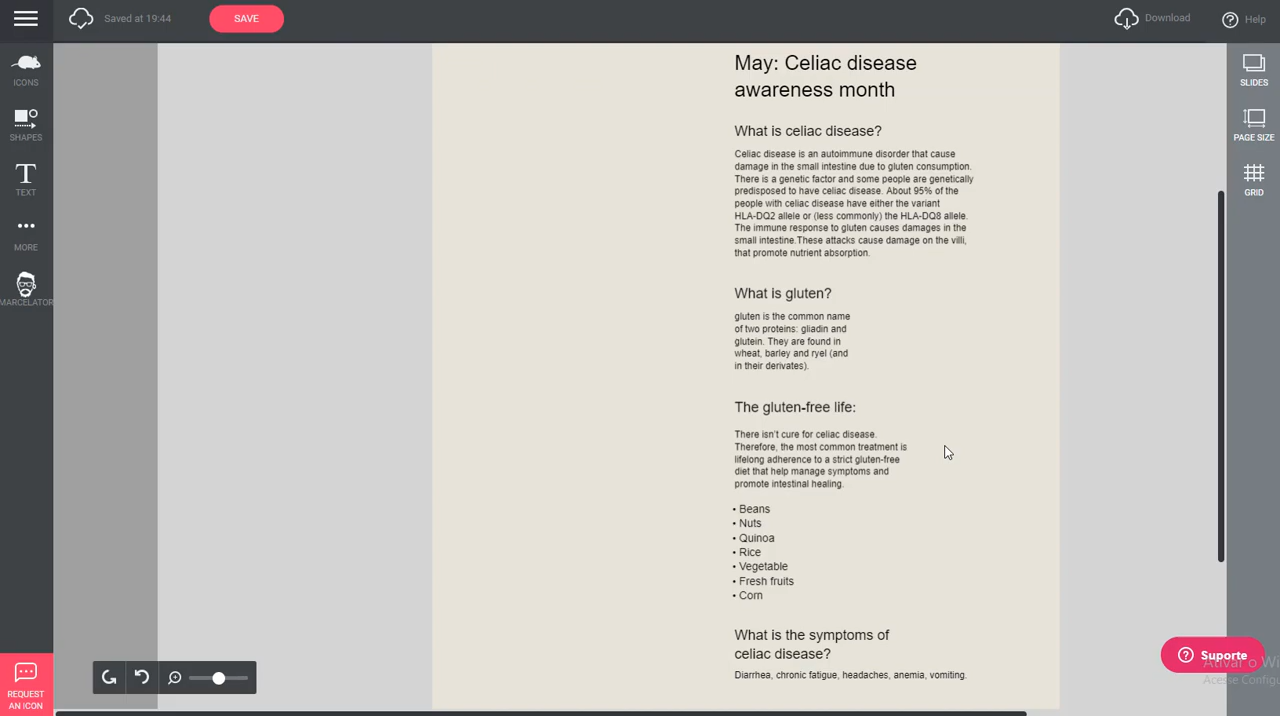 Saved at 19:44
SAVE
Download
Help
ICONS
SHAPES
TEXT
MORE
MARCELATOR
REQUEST
AN ICON
May: Celiac disease
awareness month
What is celiac disease?
Celiac disease is an autoimmune disorder that cause
damage in the small intestine due to gluten consumption.
There is a genetic factor and some people are genetically
predisposed to have celiac disease. About 95% of the
people with celiac disease have either the variant
HLA-DQ2 allele or (less commonly) the HLA-DQ8 allele.
The immune response to gluten causes damages in the
small intestine.These attacks cause damage on the villi,
that promote nutrient absorption.
What is gluten?
gluten is the common name
of two proteins: gliadin and
glutein. They are found in
wheat, barley and ryel (and
in their derivates).
The gluten-free life:
There isn't cure for celiac disease.
Therefore, the most common treatment is
lifelong adherence to a strict gluten-free
diet that help manage symptoms and
promote intestinal healing.
• Beans
• Nuts
• Quinoa
• Rice
• Vegetable
• Fresh fruits
• Corn
What is the symptoms of
celiac disease?
Diarrhea, chronic fatigue, headaches, anemia, vomiting.
SLIDES
PAGE SIZE
GRID
Suporte
Ativar o Wi
Acesse Configu